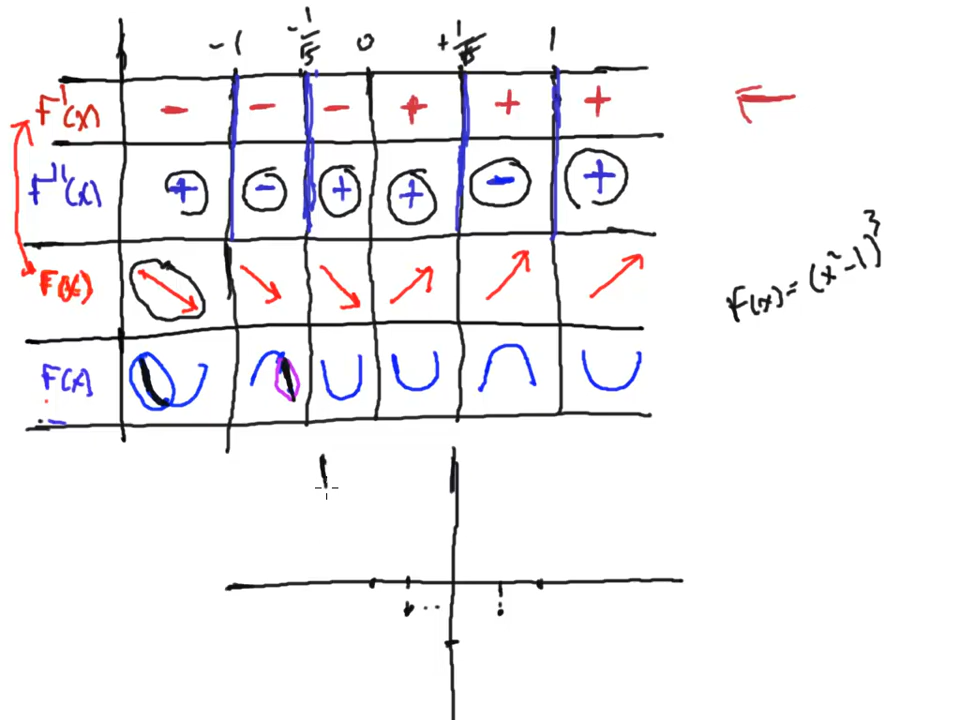 -1 -1/√5 0 +1/√5 1
F'(x) - - - + + +
F''(x) + - + + - +
F(x)
F(x)
F(x) = (x²-1)³